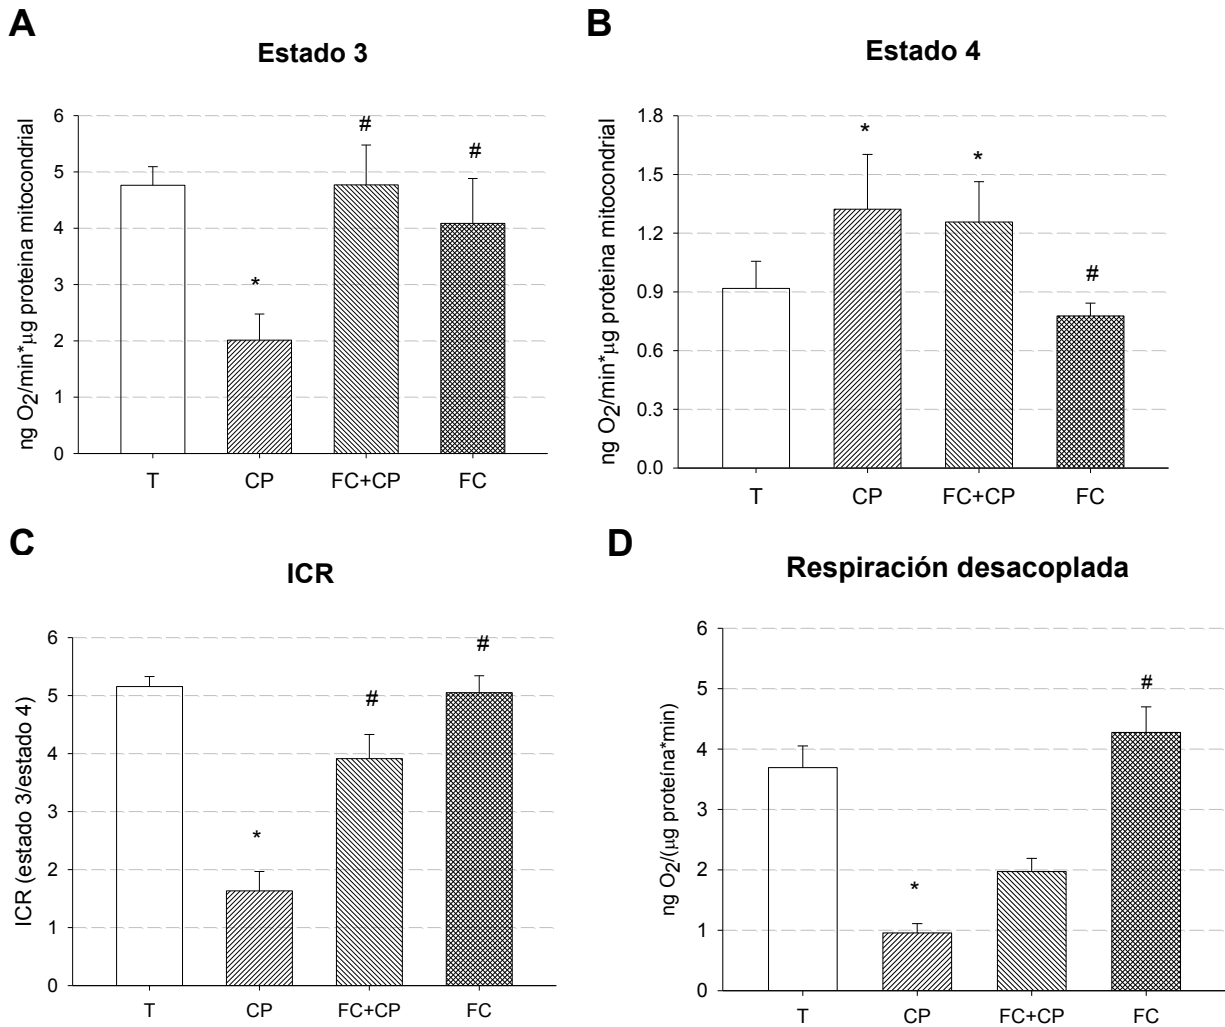 A
Estado 3
ng O2/min*µg proteina mitocondrial
6
5
4
3
2
1
0
#
#
*
T CP FC+CP FC
B
Estado 4
ng O2/min*µg proteina mitocondrial
1.8
1.5
1.2
0.9
0.6
0.3
0.0
*
*
#
T CP FC+CP FC
C
ICR
ICR (estado 3/estado 4)
6
5
4
3
2
1
0
#
#
*
T CP FC+CP FC
D
Respiración desacoplada
ng O2/(µg proteína*min)
6
5
4
3
2
1
0
#
*
T CP FC+CP FC